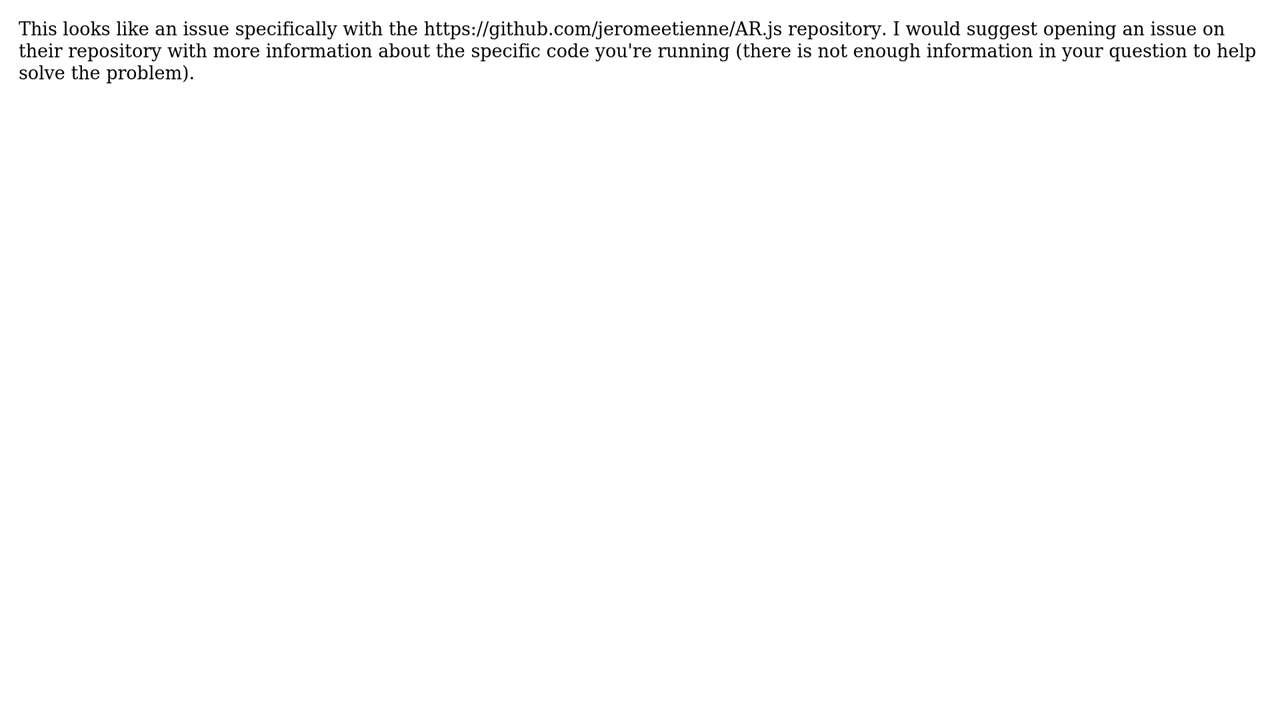 This looks like an issue specifically with the https://github.com/jeromeetienne/AR.js repository. I would suggest opening an issue on
their repository with more information about the specific code you're running (there is not enough information in your question to help
solve the problem).